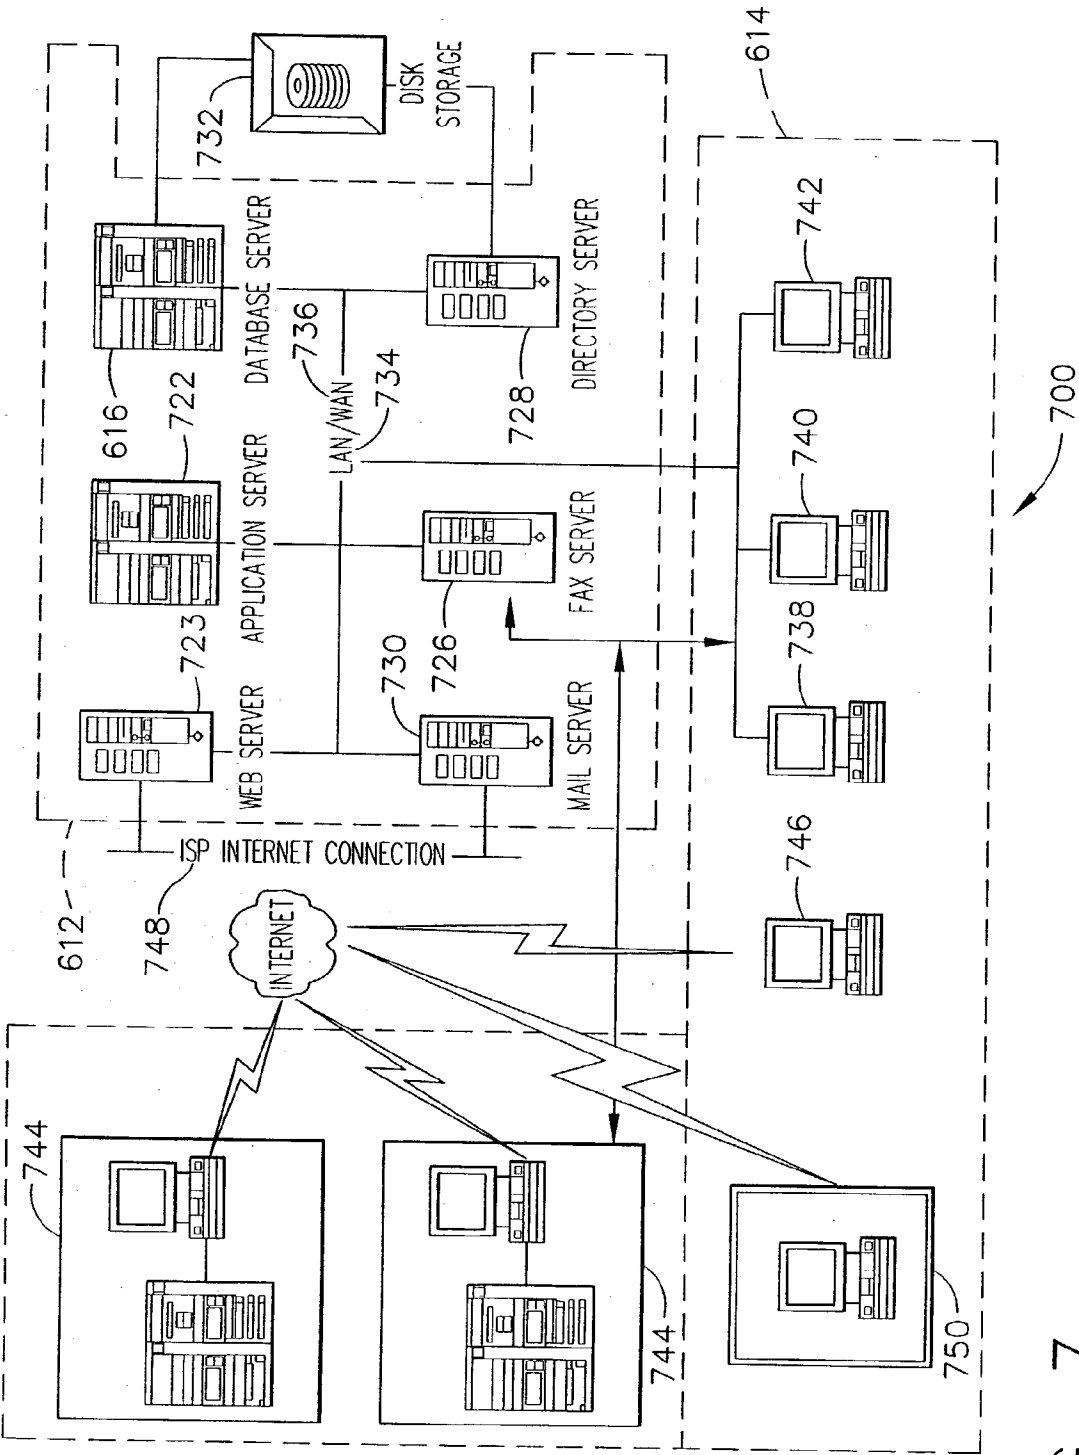 744
612
748
616
722
723
732
WEB SERVER
APPLICATION SERVER
DATABASE SERVER
INTERNET
ISP INTERNET CONNECTION
736
LAN/WAN
734
DISK
STORAGE
730
726
728
MAIL SERVER
FAX SERVER
DIRECTORY SERVER
744
614
746
738
740
742
750
700
7